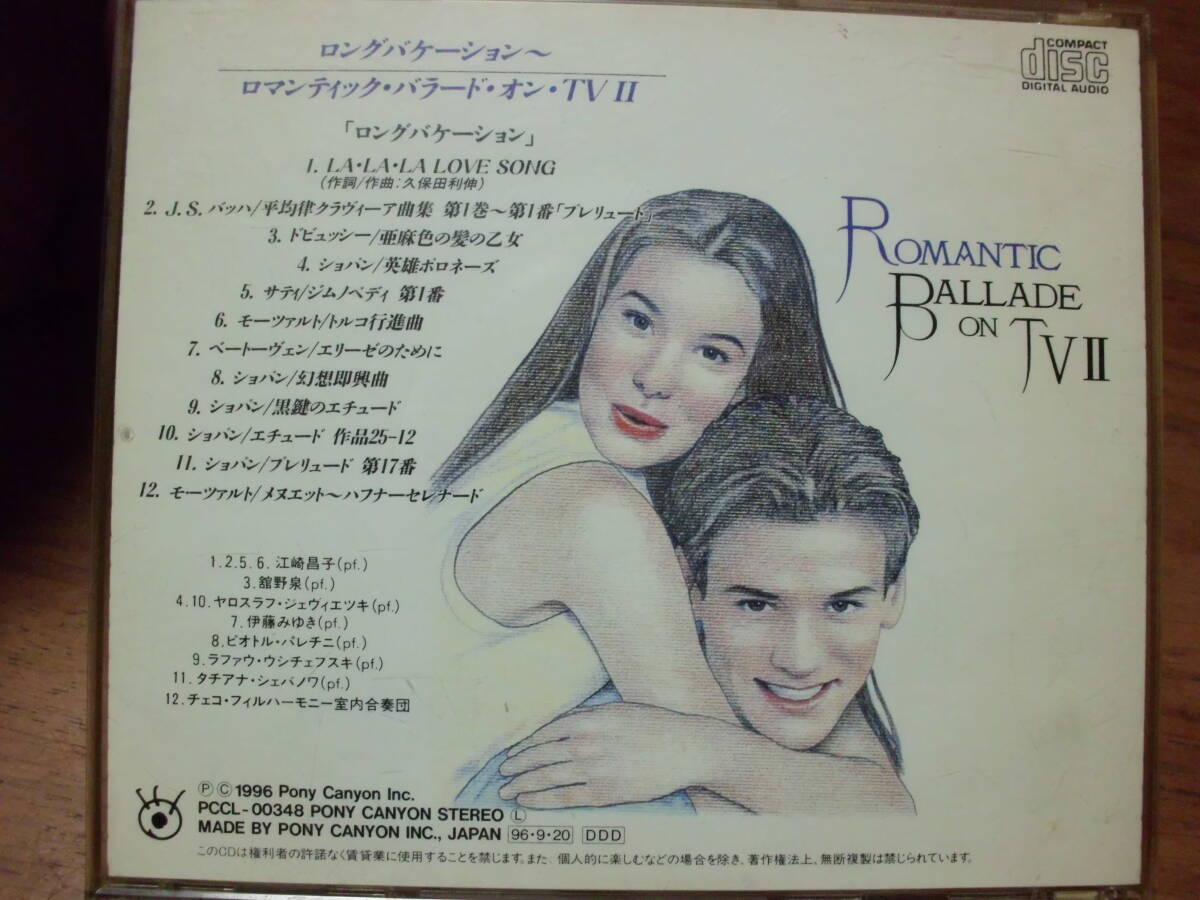 ロングバケーション～
ロマンティック・バラード・オン・TV II
「ロングバケーション」
1. LA・LA・LA LOVE SONG
(作詞/作曲:久保田利伸)
2. J.S. バッハ/平均律クラヴィーア曲集 第1巻～第1番「プレリュード」
3. ドビュッシー/亜麻色の髪の乙女
4. ショパン/英雄ポロネーズ
5. サティ/ジムノペディ 第1番
6. モーツァルト/トルコ行進曲
7. ベートーヴェン/エリーゼのために
8. ショパン/幻想即興曲
9. ショパン/黒鍵のエチュード
10. ショパン/エチュード 作品25-12
11. ショパン/プレリュード 第17番
12. モーツァルト/メヌエット～ハフナーセレナード
1.2.5.6. 江崎昌子(pf.)
3. 舘野泉(pf.)
4.10. ヤロスラフ・ジェヴィエツキ(pf.)
7. 伊藤みゆき(pf.)
8. ピオトル・パレチニ(pf.)
9. ラファウ・ウシチェフスキ(pf.)
11. タチアナ・シェバノワ(pf.)
12. チェコ・フィルハーモニー室内合奏団
COMPACT
disc
DIGITAL AUDIO
ROMANTIC
BALLADE
ON TV II
Ⓟ Ⓒ 1996 Pony Canyon Inc.
PCCL-00348 PONY CANYON STEREO Ⓛ
MADE BY PONY CANYON INC., JAPAN 96・9・20 DDD
このCDは権利者の許諾なく賃貸業に使用することを禁じます。また、個人的に楽しむなどの場合を除き、著作権法上、無断複製は禁じられています。